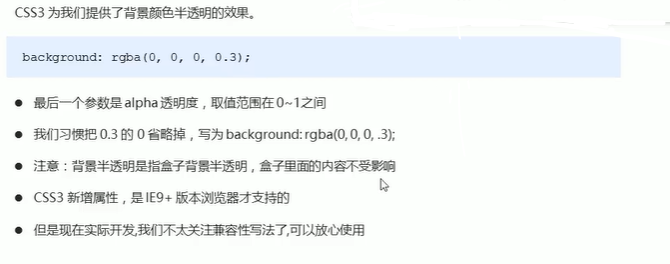 CSS3 为我们提供了背景颜色半透明的效果。
background: rgba(0, 0, 0, 0.3);
● 最后一个参数是 alpha 透明度，取值范围在 0~1之间
● 我们习惯把 0.3 的 0 省略掉，写为 background: rgba(0, 0, 0, .3);
● 注意：背景半透明是指盒子背景半透明，盒子里面的内容不受影响
● CSS3 新增属性，是 IE9+ 版本浏览器才支持的
● 但是现在实际开发,我们不太关注兼容性写法了,可以放心使用